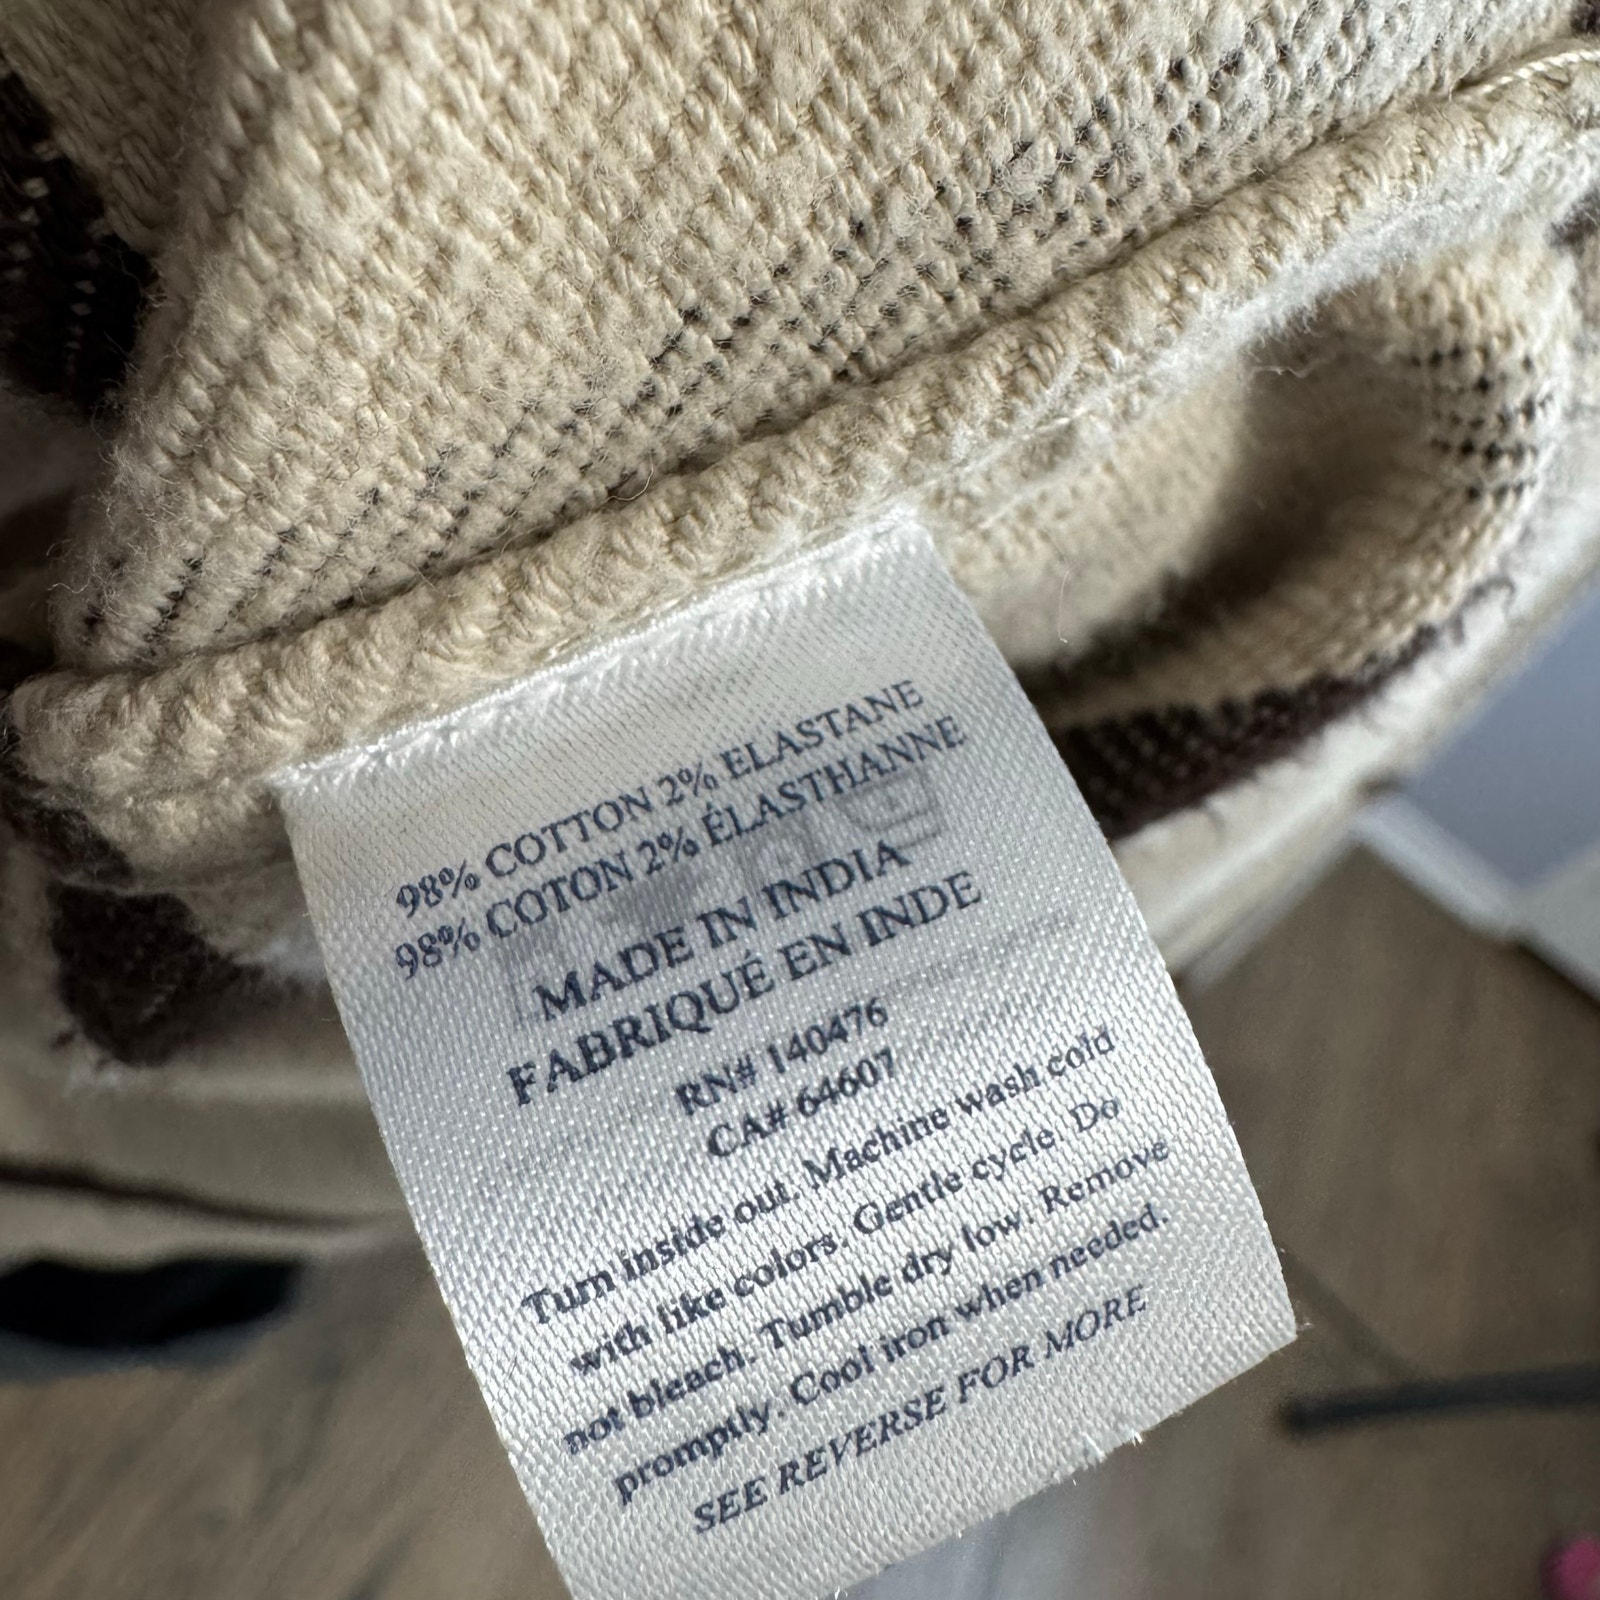 98% COTTON 2% ELASTANE
98% COTON 2% ÉLASTHANNE
MADE IN INDIA
FABRIQUÉ EN INDE
RN# 140476
CA# 64607
Turn inside out. Machine wash cold
with like colors. Gentle cycle. Do
not bleach. Tumble dry low. Remove
promptly. Cool iron when needed.
SEE REVERSE FOR MORE